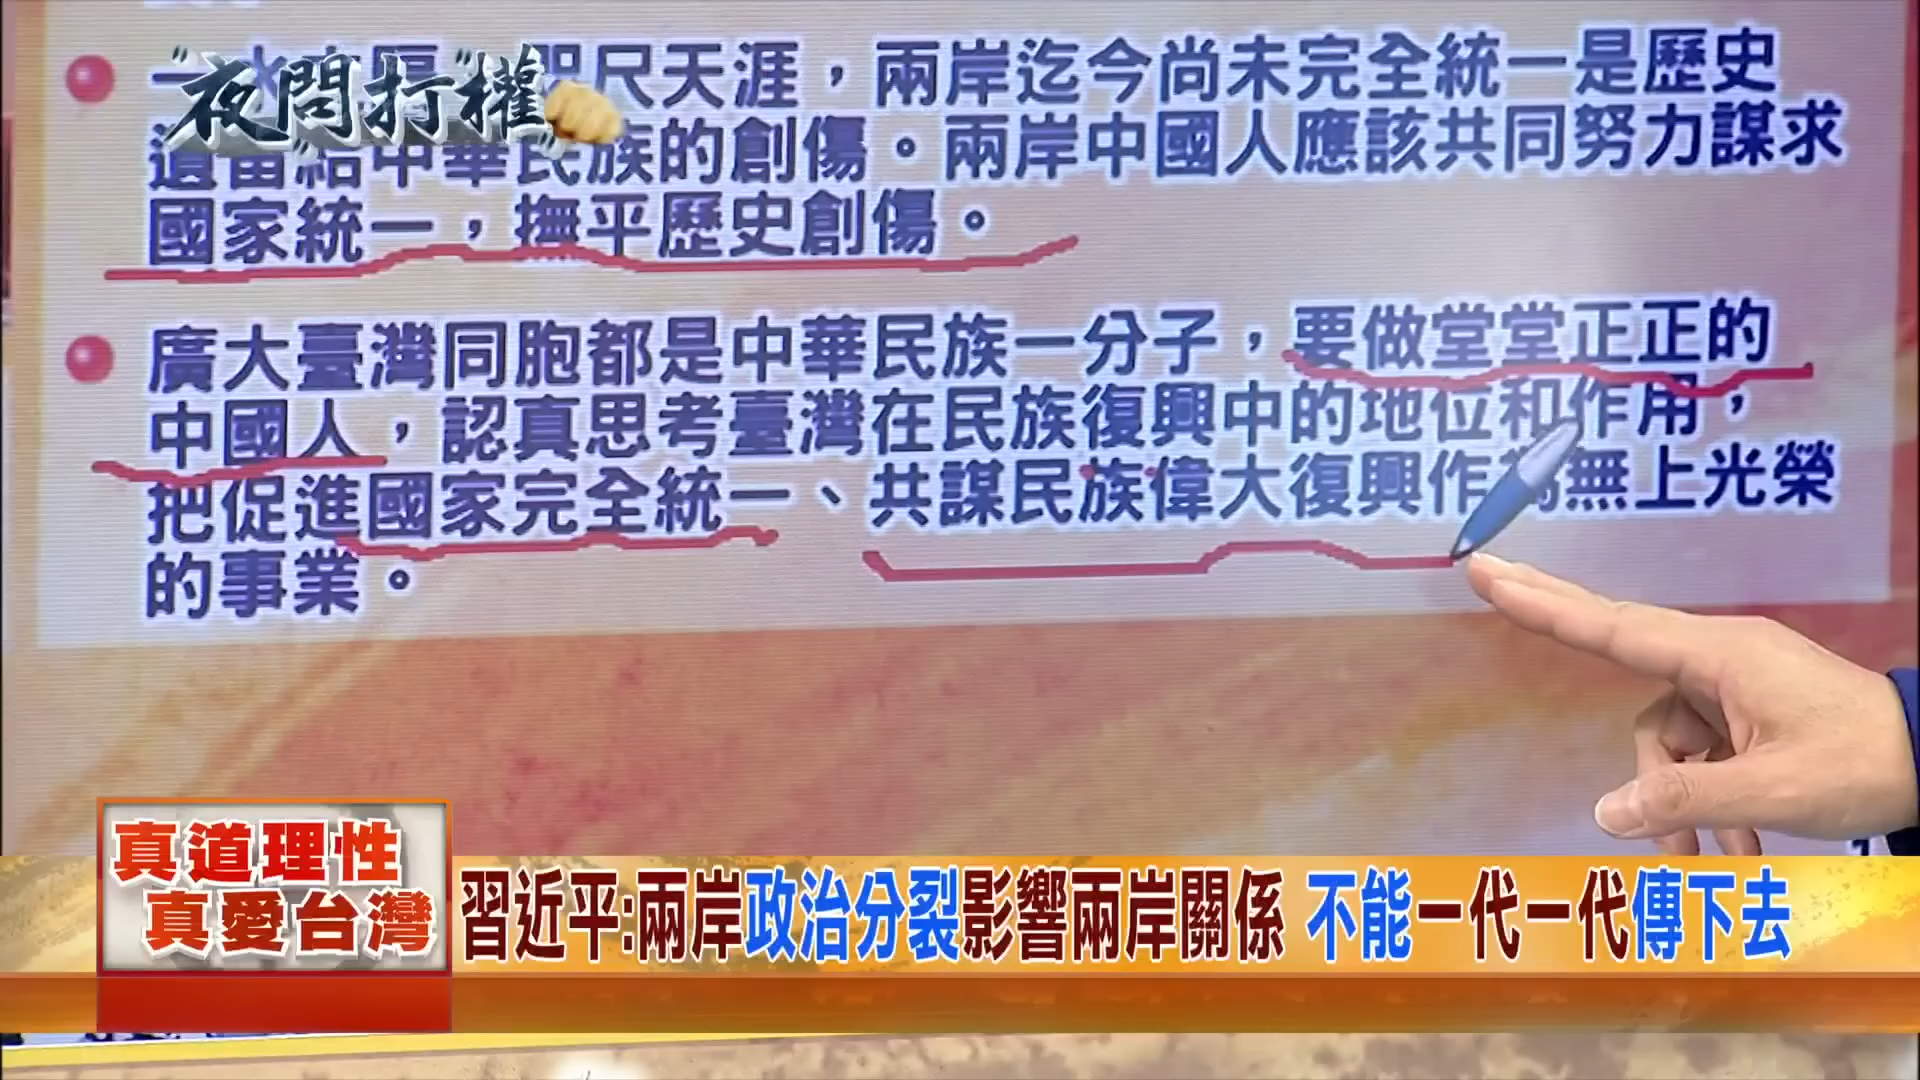 "夜問打"權"
尺天涯，兩岸迄今尚未完全統一是歷史
遺留給中華民族的創傷。兩岸中國人應該共同努力謀求
國家統一，撫平歷史創傷。
廣大臺灣同胞都是中華民族一分子，要做堂堂正正的
中國人，認真思考臺灣在民族復興中的地位和作用，
把促進國家完全統一、共謀民族偉大復興作為無上光榮
的事業。
真道理性
真愛台灣
習近平:兩岸政治分裂影響兩岸關係 不能一代一代傳下去